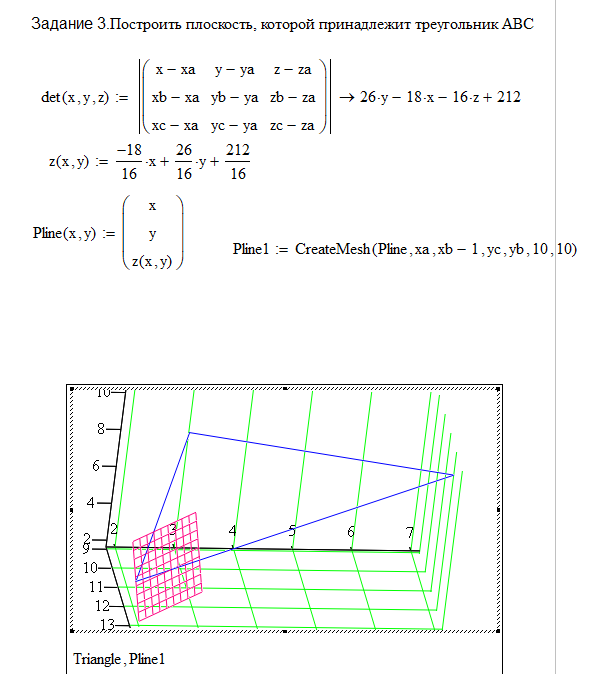 Задание 3.Построить плоскость, которой принадлежит треугольник ABC
x − xa y − ya z − za
det(x,y,z) := xb − xa yb − ya zb − za → 26·y − 18·x − 16·z + 212
xc − xa yc − ya zc − za
z(x,y) := −18/16·x + 26/16·y + 212/16
x
Pline(x,y) := y
z(x,y)
Pline1 := CreateMesh(Pline,xa,xb − 1,yc,yb,10,10)
10
8
6
4
2
2 3 4 5 6 7
9
10
11
12
13
Triangle,Pline1